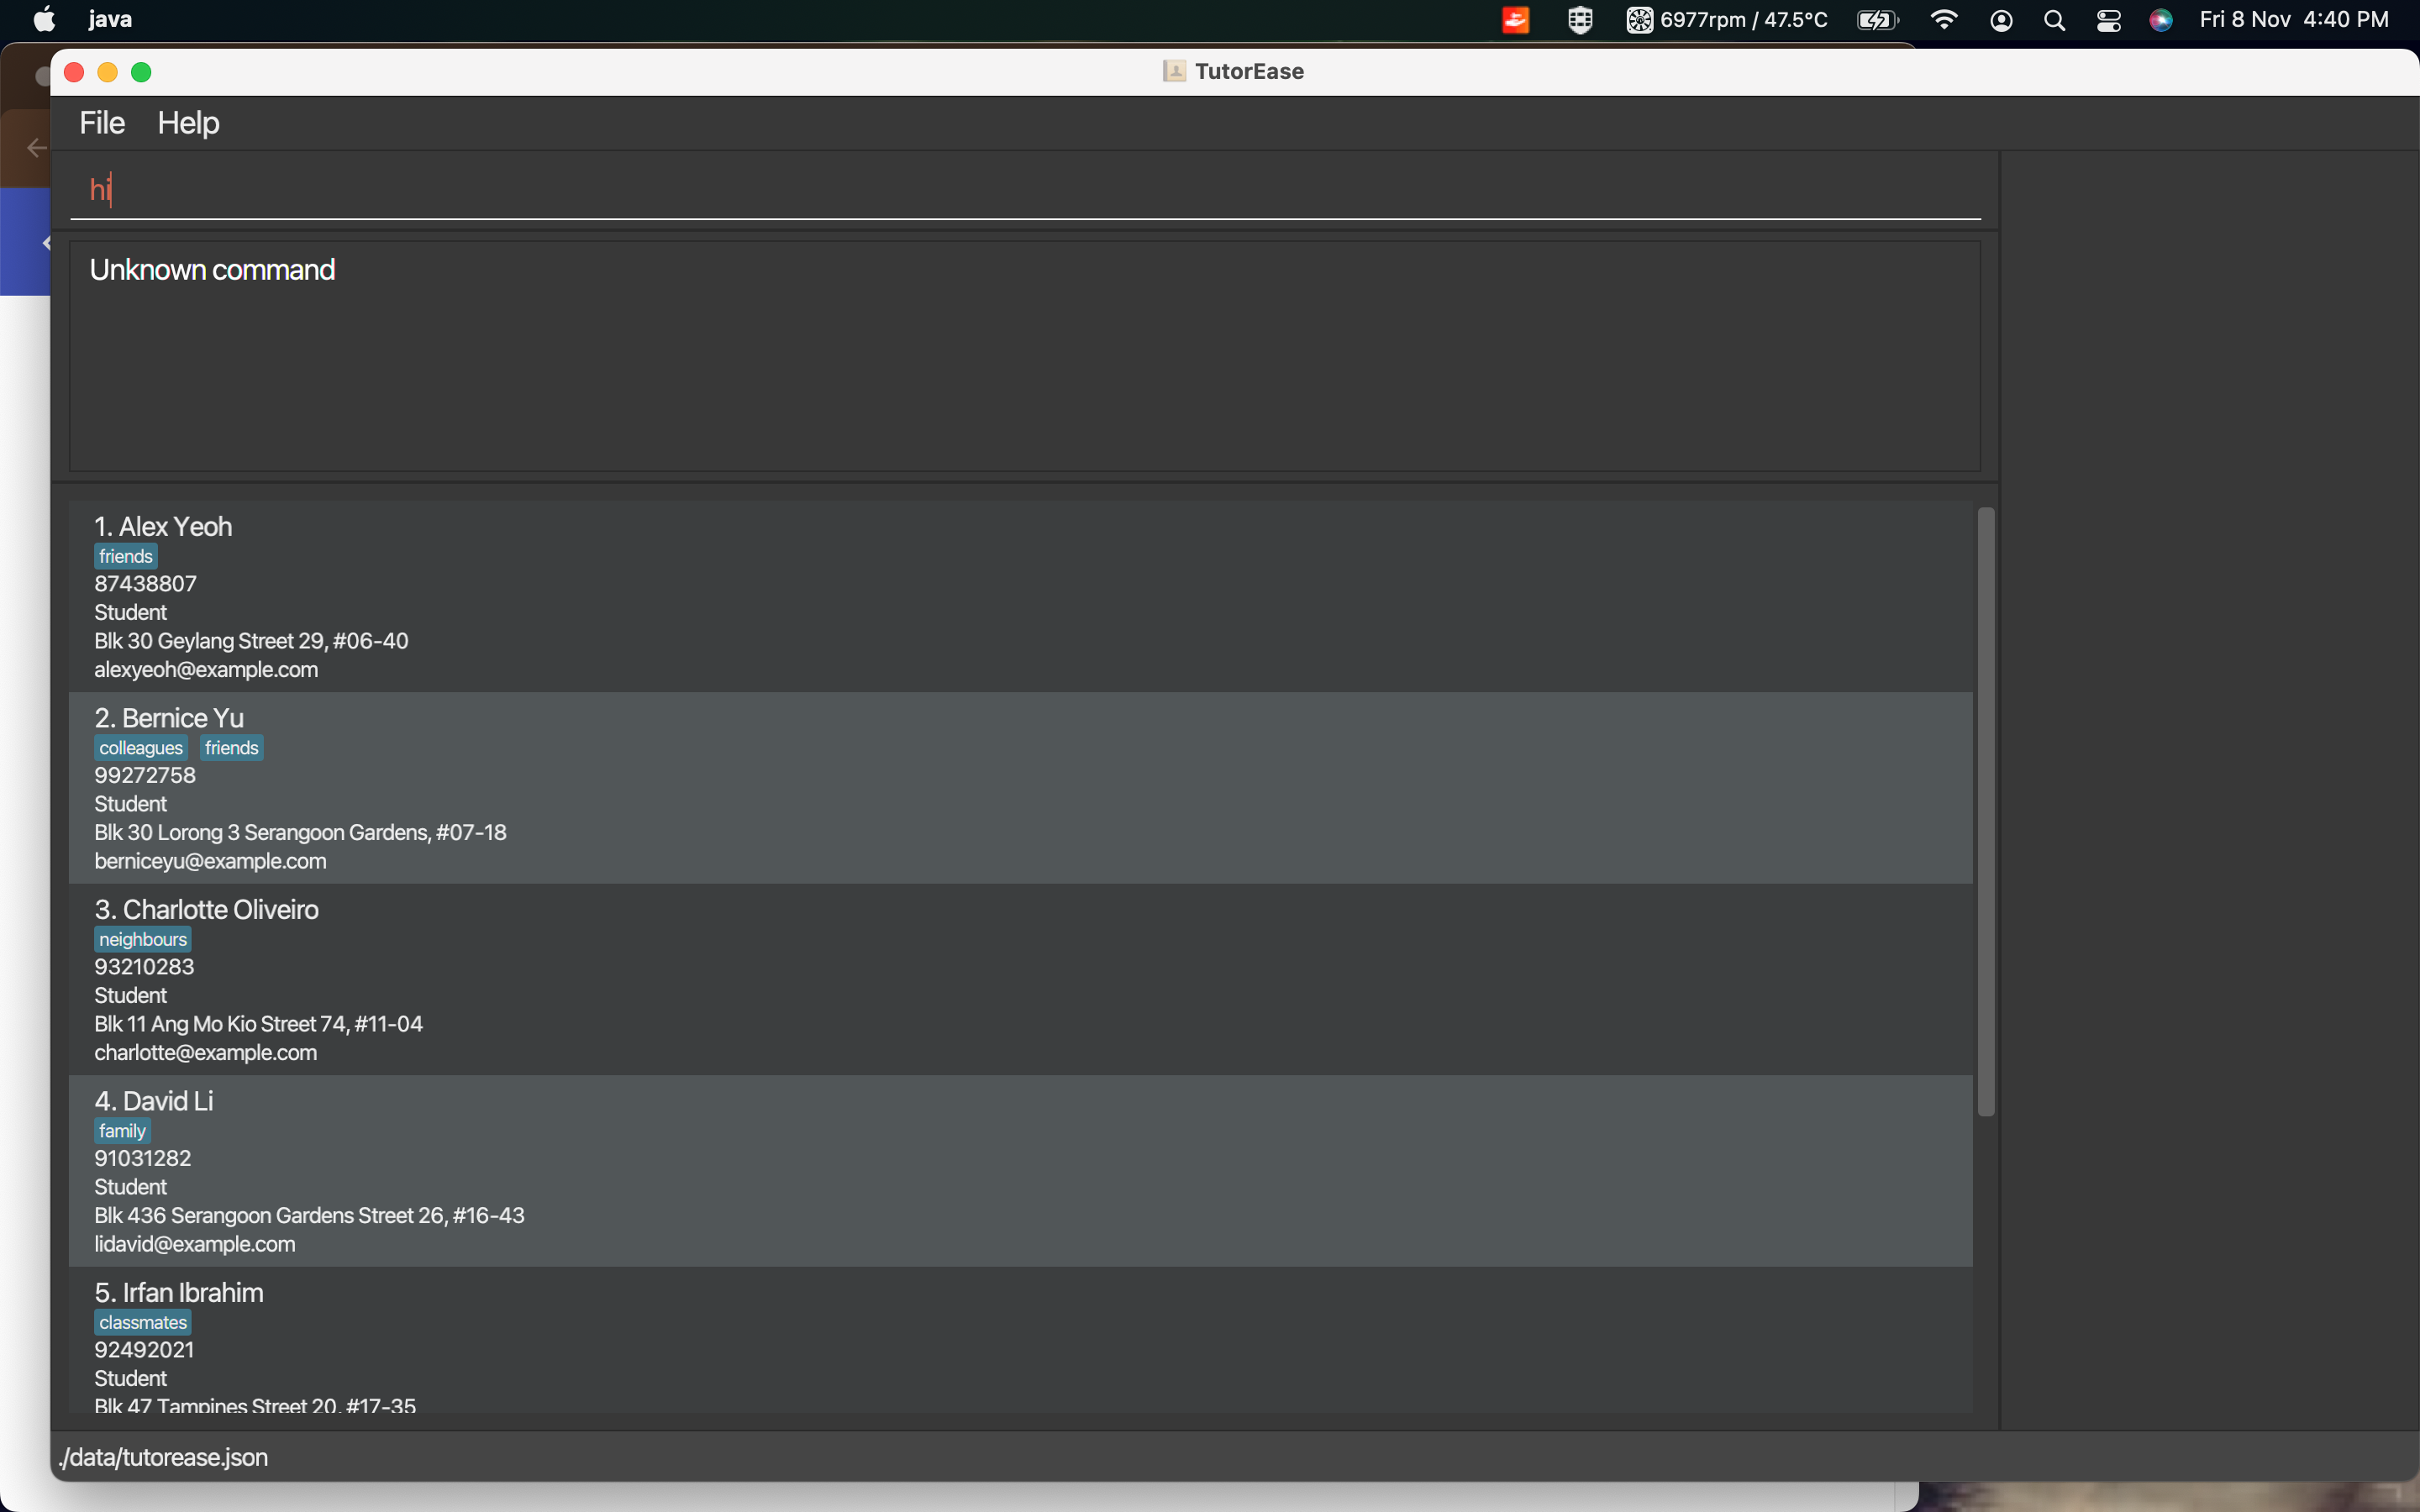 java
6977rpm / 47.5°C
Fri 8 Nov 4:40 PM
TutorEase
File Help
hi
Unknown command
1. Alex Yeoh
friends
87438807
Student
Blk 30 Geylang Street 29, #06-40
alexyeoh@example.com
2. Bernice Yu
colleagues friends
99272758
Student
Blk 30 Lorong 3 Serangoon Gardens, #07-18
berniceyu@example.com
3. Charlotte Oliveiro
neighbours
93210283
Student
Blk 11 Ang Mo Kio Street 74, #11-04
charlotte@example.com
4. David Li
family
91031282
Student
Blk 436 Serangoon Gardens Street 26, #16-43
lidavid@example.com
5. Irfan Ibrahim
classmates
92492021
Student
Blk 47 Tampines Street 20, #17-35
./data/tutorease.json